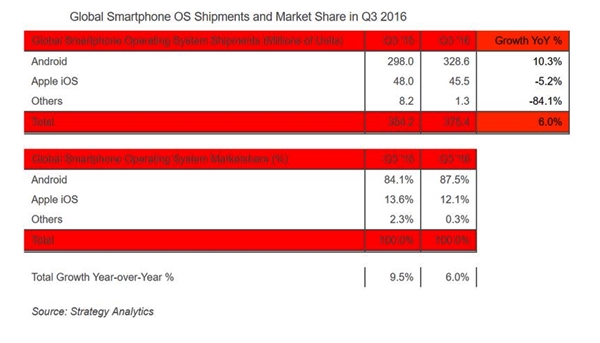 Global Smartphone OS Shipments and Market Share in Q3 2016
Global Smartphone Operating System Shipments (Millions of Units) Q3 '15 Q3 '16 Growth YoY %
Android 298.0 328.6 10.3%
Apple iOS 48.0 45.5 -5.2%
Others 8.2 1.3 -84.1%
Total 354.2 375.4 6.0%
Global Smartphone Operating System Marketshare (%) Q3 '15 Q3 '16
Android 84.1% 87.5%
Apple iOS 13.6% 12.1%
Others 2.3% 0.3%
Total 100.0% 100.0%
Total Growth Year-over-Year % 9.5% 6.0%
Source: Strategy Analytics